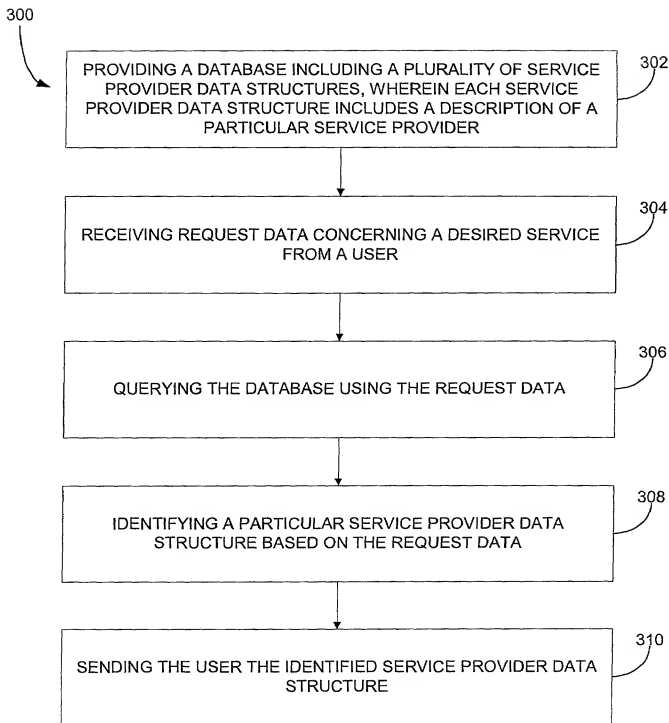 300
PROVIDING A DATABASE INCLUDING A PLURALITY OF SERVICE
PROVIDER DATA STRUCTURES, WHEREIN EACH SERVICE
PROVIDER DATA STRUCTURE INCLUDES A DESCRIPTION OF A
PARTICULAR SERVICE PROVIDER
302
RECEIVING REQUEST DATA CONCERNING A DESIRED SERVICE
FROM A USER
304
QUERYING THE DATABASE USING THE REQUEST DATA
306
IDENTIFYING A PARTICULAR SERVICE PROVIDER DATA
STRUCTURE BASED ON THE REQUEST DATA.
308
SENDING THE USER THE IDENTIFIED SERVICE PROVIDER DATA
STRUCTURE
310